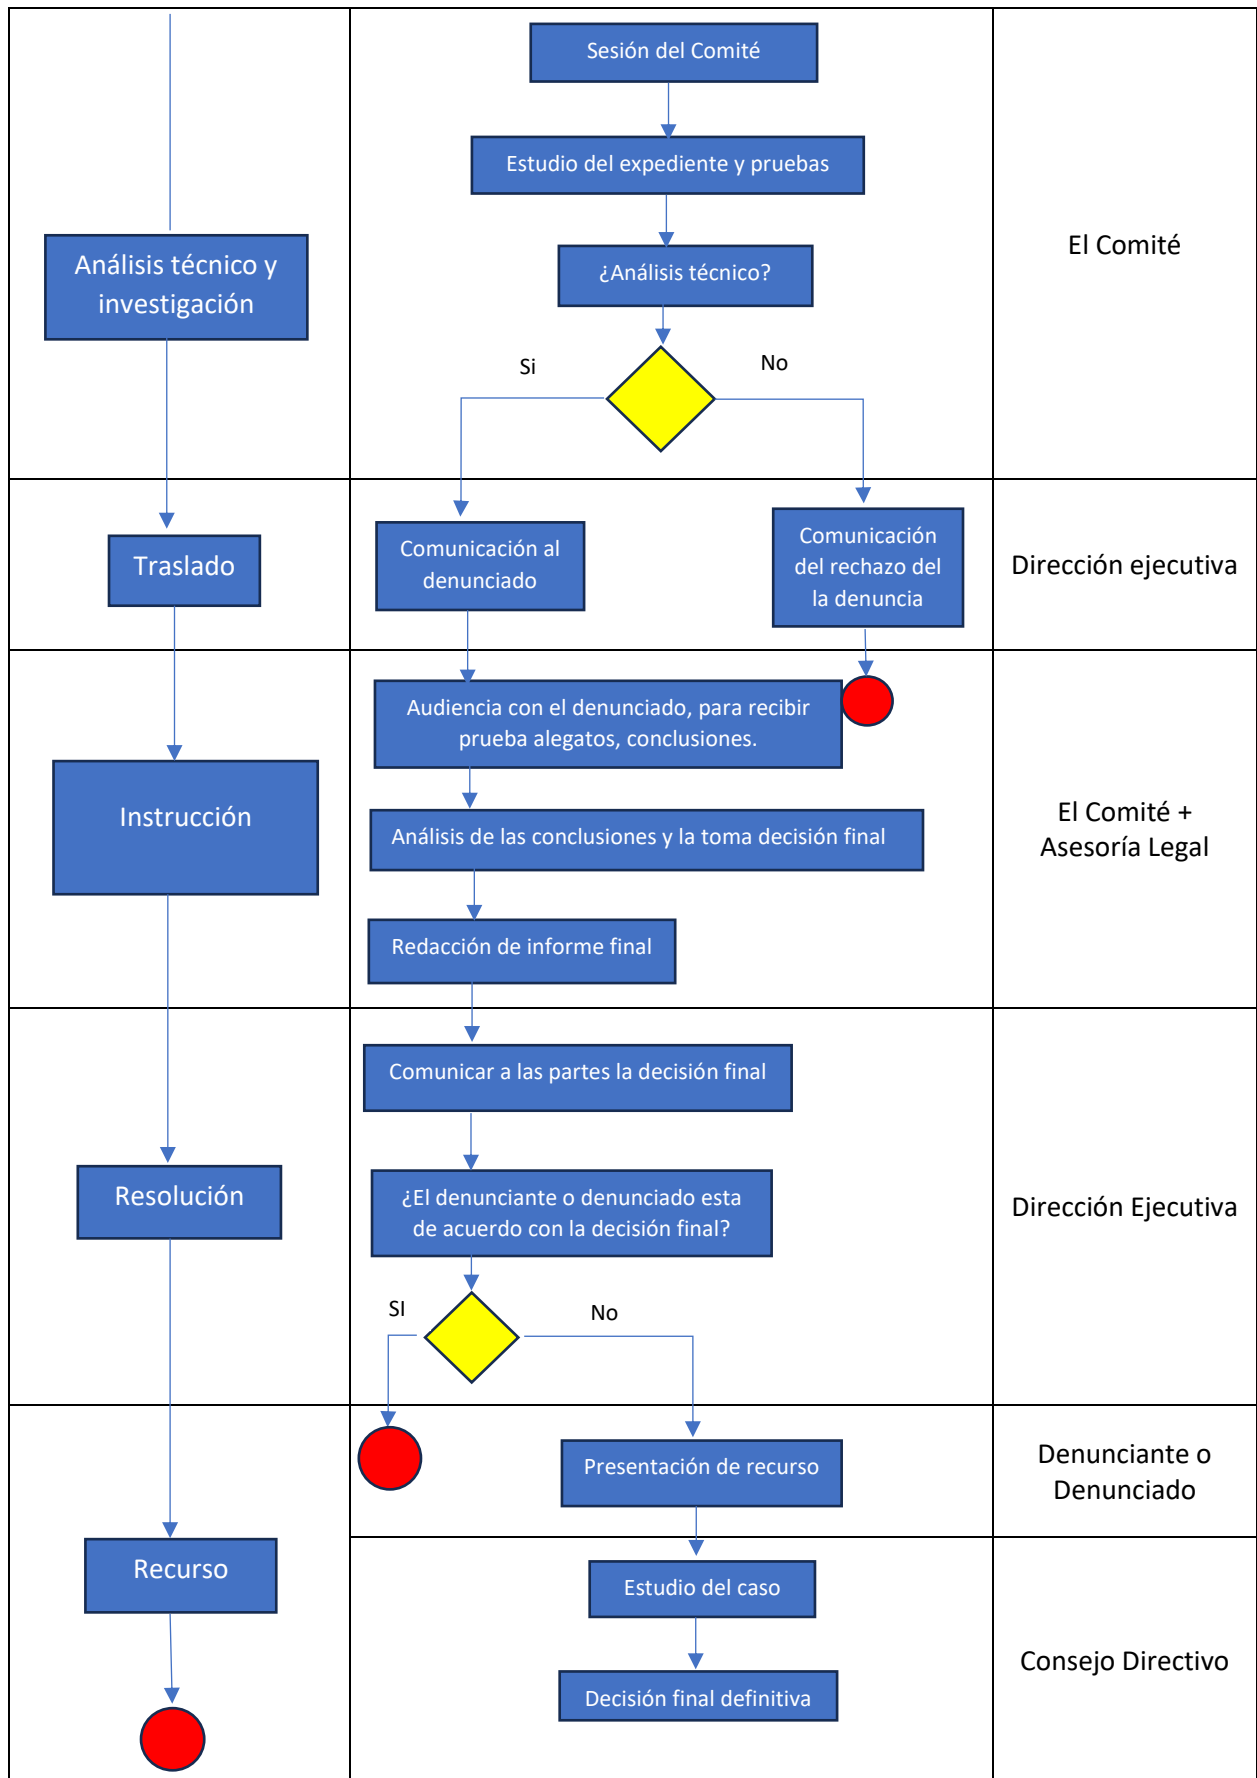 Sesión del Comité
Estudio del expediente y pruebas
Análisis técnico y
investigación
¿Análisis técnico?
El Comité
Si
No
Traslado
Comunicación al
denunciado
Comunicación
del rechazo del
la denuncia
Dirección ejecutiva
Instrucción
Audiencia con el denunciado, para recibir
prueba alegatos, conclusiones.
Análisis de las conclusiones y la toma decisión final
Redacción de informe final
El Comité +
Asesoría Legal
Resolución
Comunicar a las partes la decisión final
¿El denunciante o denunciado esta
de acuerdo con la decisión final?
SI
No
Dirección Ejecutiva
Presentación de recurso
Denunciante o
Denunciado
Recurso
Estudio del caso
Decisión final definitiva
Consejo Directivo